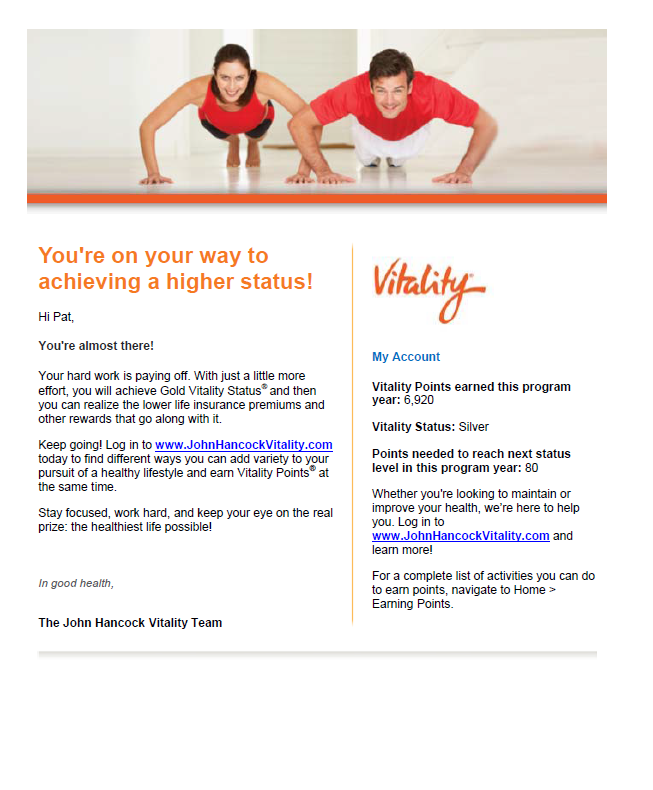 You're on your way to
achieving a higher status!
Hi Pat,
You're almost there!
Your hard work is paying off. With just a little more
effort, you will achieve Gold Vitality Status® and then
you can realize the lower life insurance premiums and
other rewards that go along with it.
Keep going! Log in to www.JohnHancockVitality.com
today to find different ways you can add variety to your
pursuit of a healthy lifestyle and earn Vitality Points® at
the same time.
Stay focused, work hard, and keep your eye on the real
prize: the healthiest life possible!
In good health,
The John Hancock Vitality Team
Vitality
My Account
Vitality Points earned this program
year: 6,920
Vitality Status: Silver
Points needed to reach next status
level in this program year: 80
Whether you're looking to maintain or
improve your health, we're here to help
you. Log in to
www.JohnHancockVitality.com and
learn more!
For a complete list of activities you can do
to earn points, navigate to Home >
Earning Points.